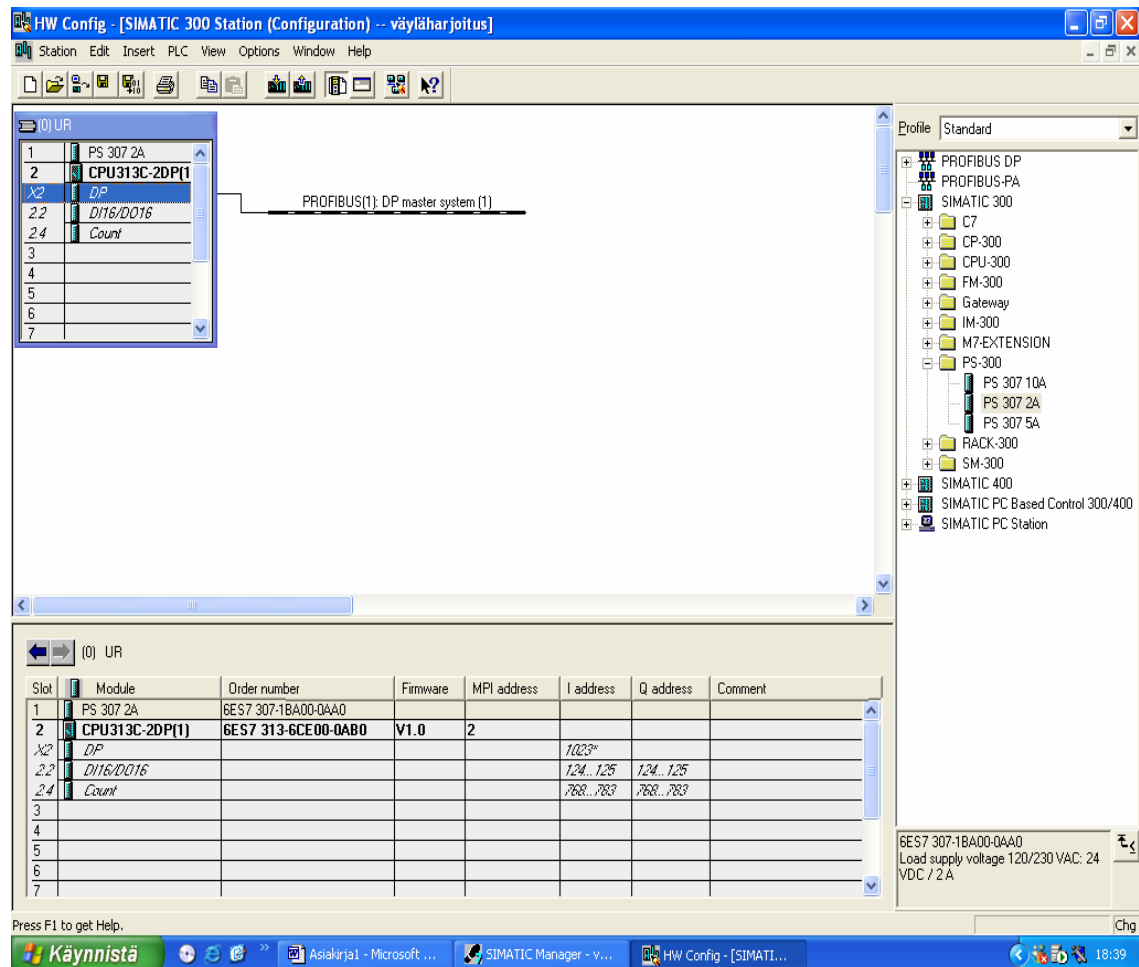 HW Config - [SIMATIC 300 Station (Configuration) -- väyläharjoitus]
Station Edit Insert PLC View Options Window Help
(0) UR
1 PS 307 2A
2 CPU313C-2DP(1
X2 DP
2.2 DI16/DO16
2.4 Count
3
4
5
6
7
PROFIBUS(1): DP master system (1)
Profile Standard
PROFIBUS DP
PROFIBUS-PA
SIMATIC 300
C7
CP-300
CPU-300
FM-300
Gateway
IM-300
M7-EXTENSION
PS-300
PS 307 10A
PS 307 2A
PS 307 5A
RACK-300
SM-300
SIMATIC 400
SIMATIC PC Based Control 300/400
SIMATIC PC Station
(0) UR
Slot Module Order number Firmware MPI address I address Q address Comment
1 PS 307 2A 6ES7 307-1BA00-0AA0
2 CPU313C-2DP(1) 6ES7 313-6CE00-0AB0 V1.0 2
X2 DP 1023*
2.2 DI16/DO16 124...125 124...125
2.4 Count 768...783 768...783
3
4
5
6
7
6ES7 307-1BA00-0AA0
Load supply voltage 120/230 VAC: 24
VDC / 2 A
Press F1 to get Help.
Chg
Käynnistä
Asiakirja1 - Microsoft ...
SIMATIC Manager - v...
HW Config - [SIMATI...
18:39